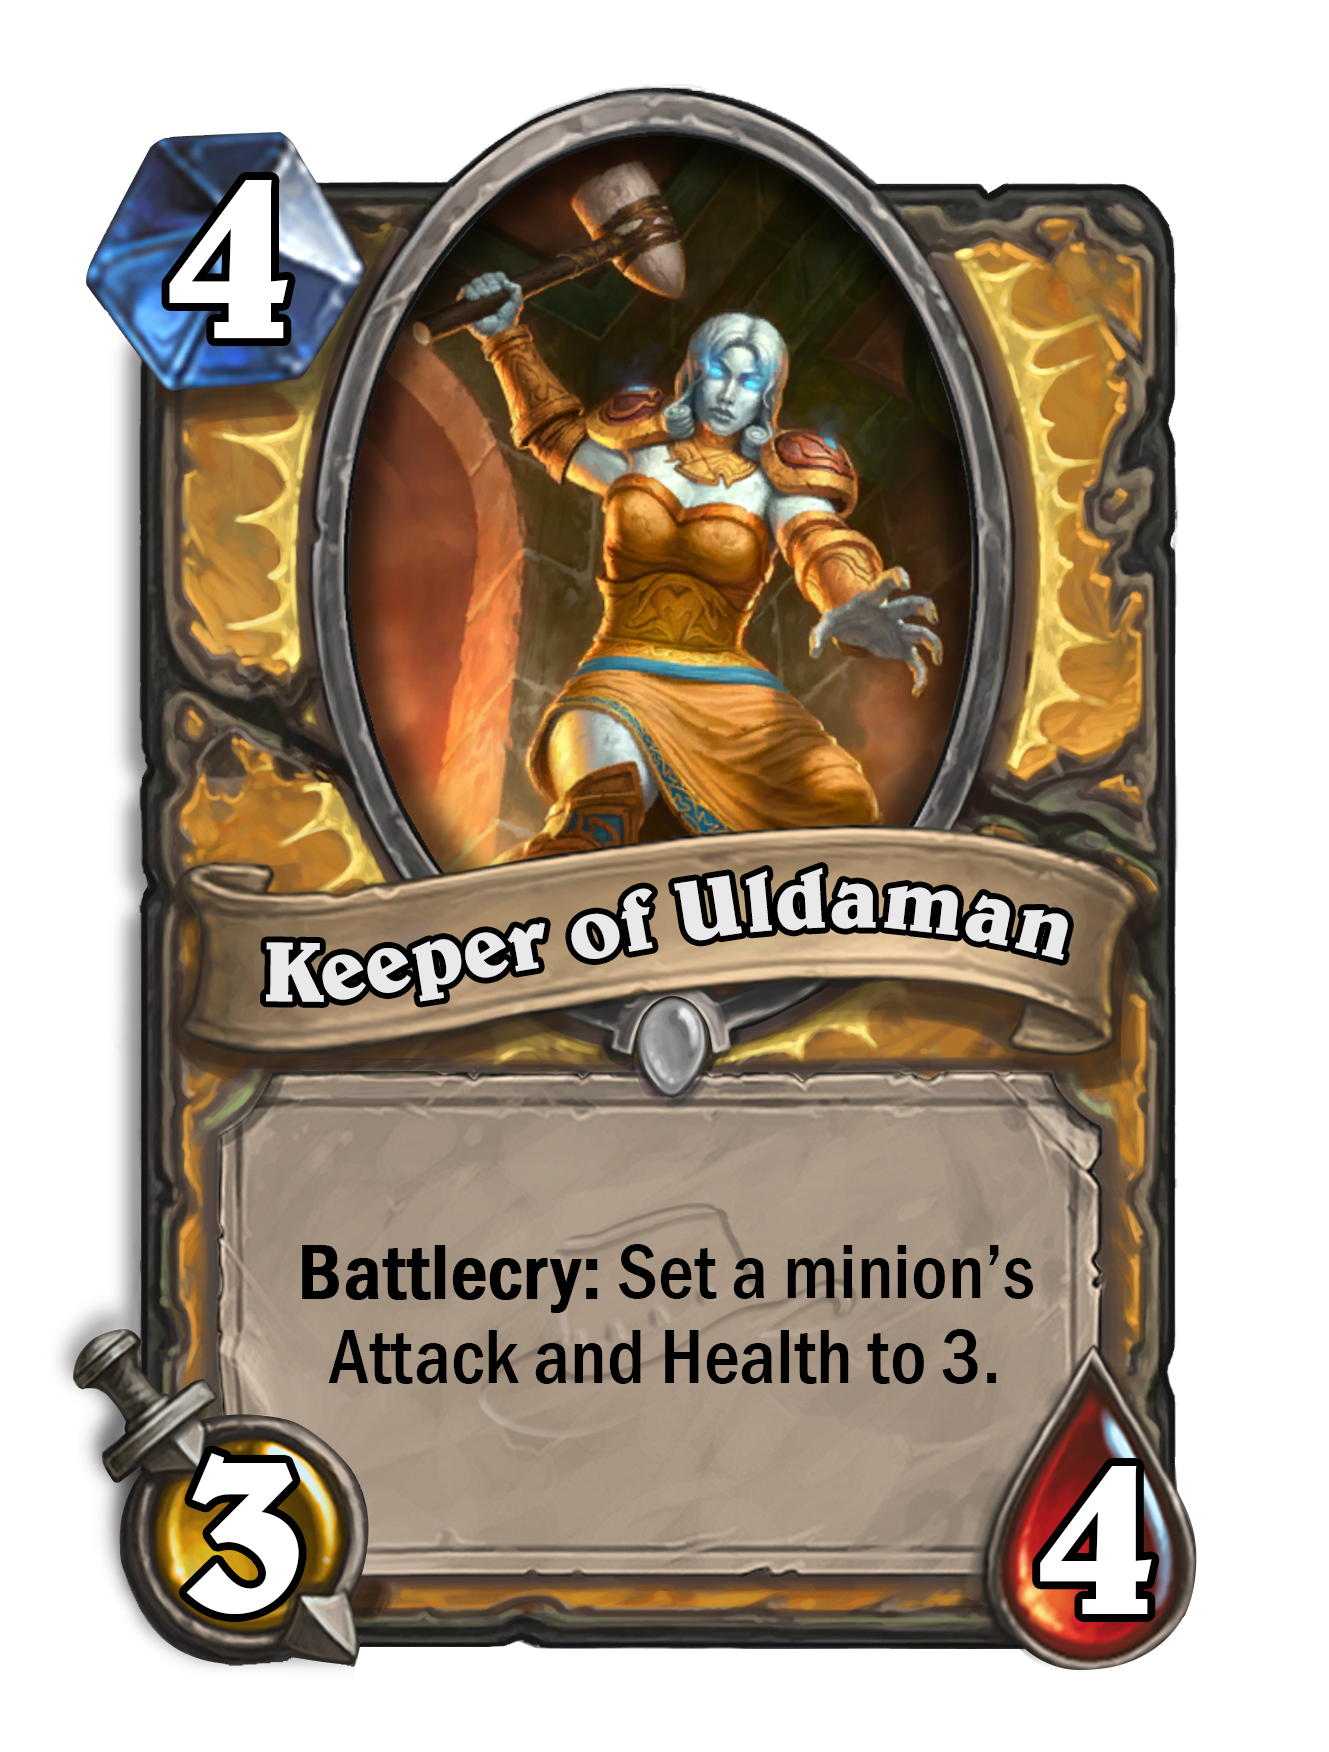 4
Keeper of Uldaman
Battlecry: Set a minion’s
Attack and Health to 3.
3
4